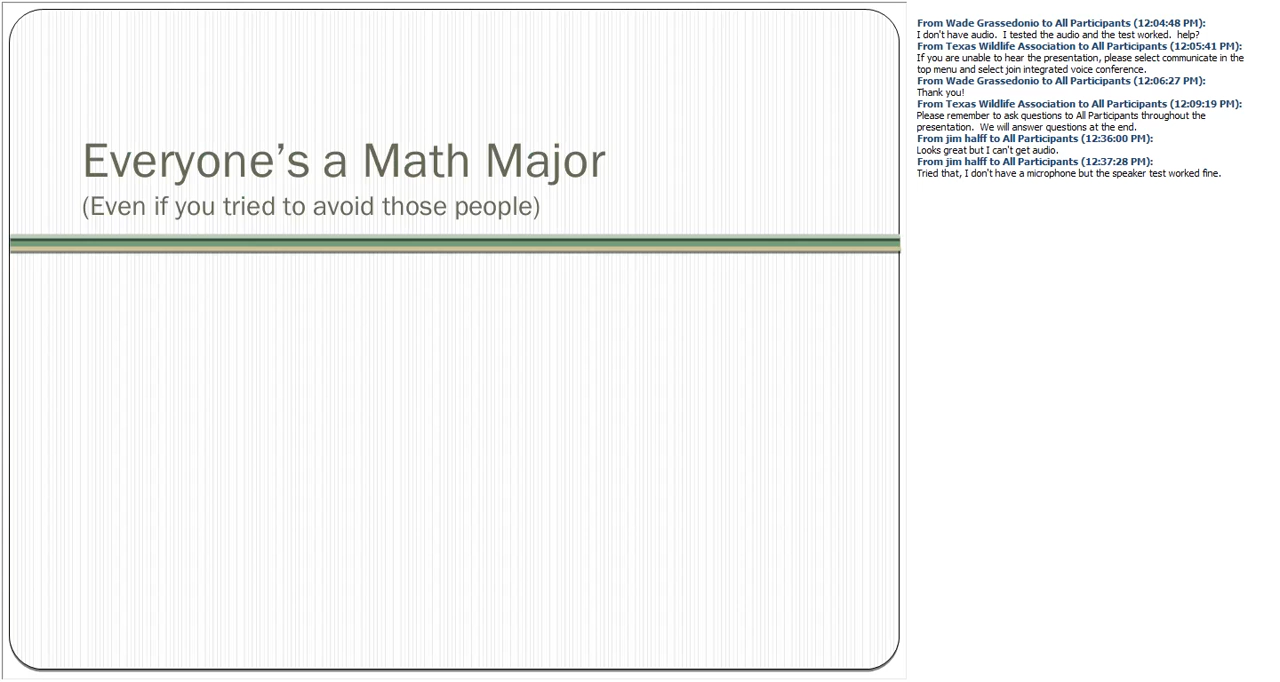 Everyone’s a Math Major
(Even if you tried to avoid those people)
From Wade Grassedonio to All Participants (12:04:48 PM):
I don't have audio.  I tested the audio and the test worked.  help?
From Texas Wildlife Association to All Participants (12:05:41 PM):
If you are unable to hear the presentation, please select communicate in the
top menu and select join integrated voice conference.
From Wade Grassedonio to All Participants (12:06:27 PM):
Thank you!
From Texas Wildlife Association to All Participants (12:09:19 PM):
Please remember to ask questions to All Participants throughout the
presentation.  We will answer questions at the end.
From jim halff to All Participants (12:36:00 PM):
Looks great but I can't get audio.
From jim halff to All Participants (12:37:28 PM):
Tried that, I don't have a microphone but the speaker test worked fine.